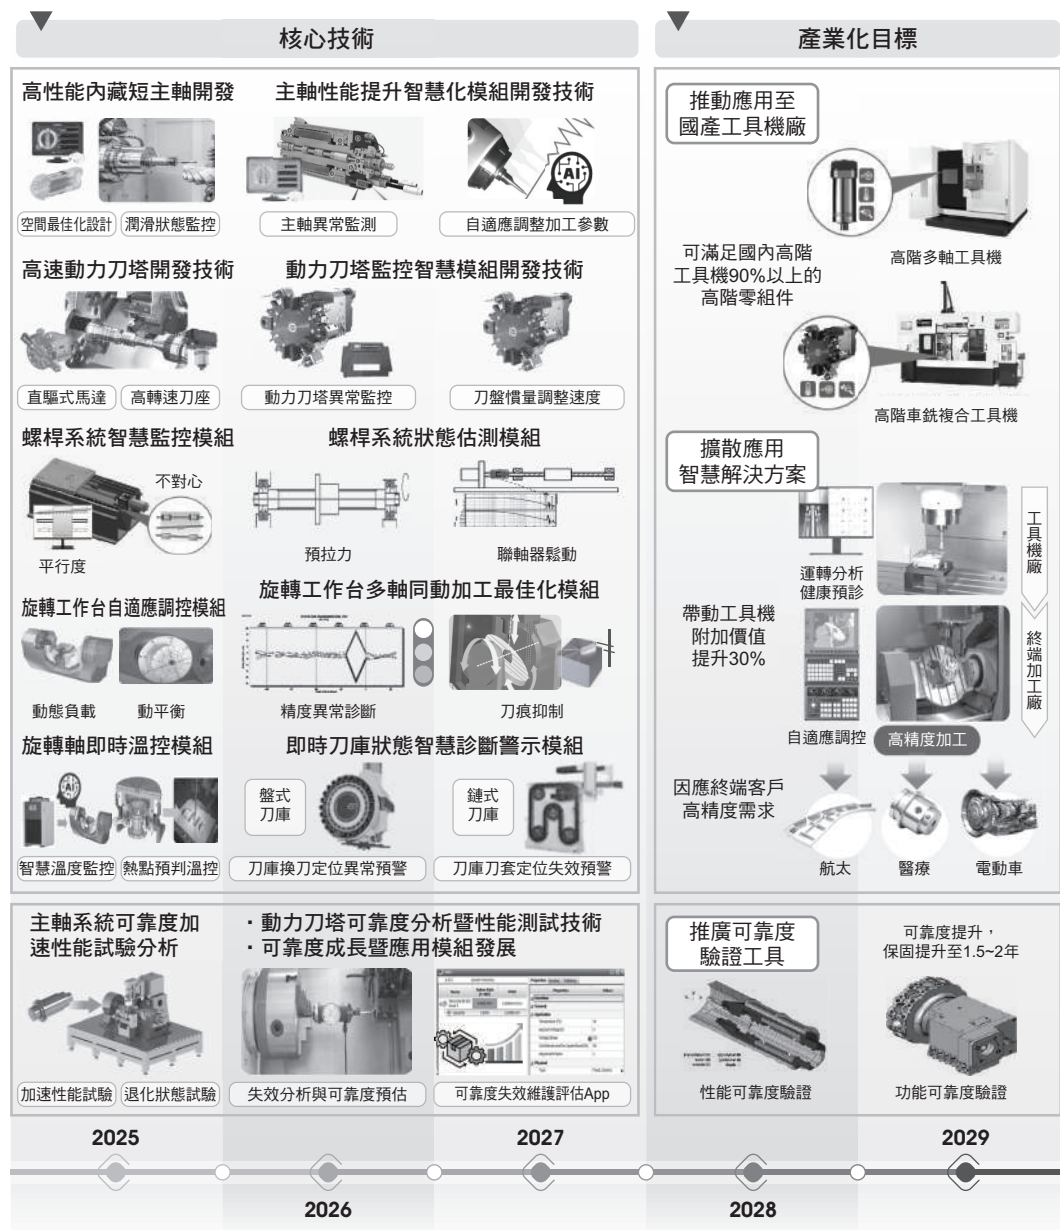 核心技術
高性能內藏短主軸開發
主軸性能提升智慧化模組開發技術
AI
空間最佳化設計
潤滑狀態監控
主軸異常監測
自適應調整加工參數
高速動力刀塔開發技術
動力刀塔監控智慧模組開發技術
直驅式馬達
高轉速刀座
動力刀塔異常監控
刀盤慣量調整速度
螺桿系統智慧監控模組
螺桿系統狀態估測模組
不對心
平行度
預拉力
聯軸器鬆動
旋轉工作台自適應調控模組
旋轉工作台多軸同動加工最佳化模組
動態負載
動平衡
精度異常診斷
刀痕抑制
旋轉軸即時溫控模組
即時刀庫狀態智慧診斷警示模組
AI
盤式
刀庫
鏈式
刀庫
智慧溫度監控
熱點預判溫控
刀庫換刀定位異常預警
刀庫刀套定位失效預警
主軸系統可靠度加
速性能試驗分析
・動力刀塔可靠度分析暨性能測試技術
・可靠度成長暨應用模組發展
加速性能試驗
退化狀態試驗
失效分析與可靠度預估
可靠度失效維護評估App
產業化目標
推動應用至
國產工具機廠
可滿足國內高階
工具機90%以上的
高階零組件
高階多軸工具機
高階車銑複合工具機
擴散應用
智慧解決方案
運轉分析
健康預診
帶動工具機
附加價值
提升30%
自適應調控
高精度加工
工具機廠
終端加工廠
因應終端客戶
高精度需求
航太
醫療
電動車
推廣可靠度
驗證工具
可靠度提升，
保固提升至1.5~2年
性能可靠度驗證
功能可靠度驗證
2025
2026
2027
2028
2029